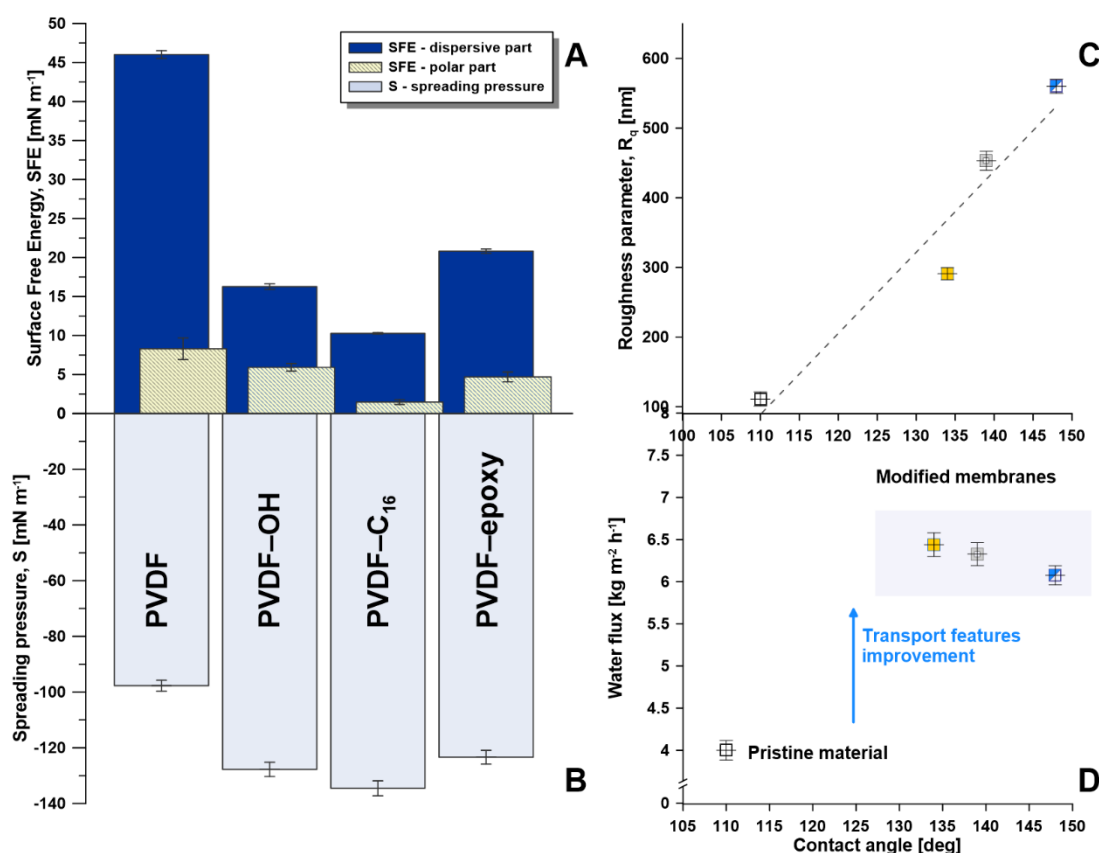 50
45
40
35
30
25
20
15
10
5
0
Surface Free Energy, SFE [mN m⁻¹]
SFE - dispersive part
SFE - polar part
S - spreading pressure
A
-20
-40
-60
-80
-100
-120
-140
Spreading pressure, S [mN m⁻¹]
PVDF
PVDF–OH
PVDF–C₁₆
PVDF–epoxy
B
600
500
400
300
200
100
Roughness parameter, R_q [nm]
C
100 105 110 115 120 125 130 135 140 145 150
8
7.5
7
6.5
6
5.5
5
4.5
4
0
Water flux [kg m⁻² h⁻¹]
Modified membranes
Transport features
improvement
Pristine material
D
105 110 115 120 125 130 135 140 145 150
Contact angle [deg]